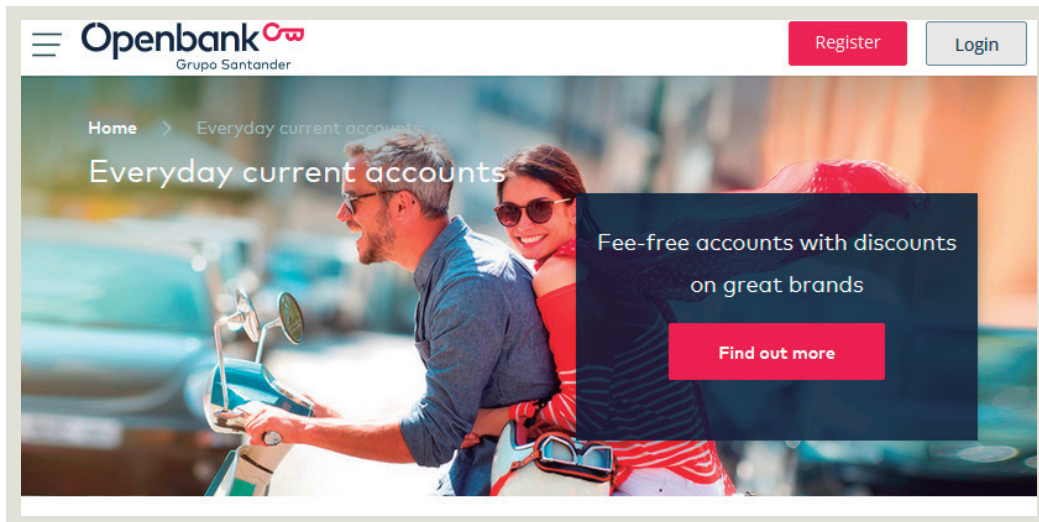 Openbank
Grupo Santander
Register
Login
Home > Everyday current accounts
Everyday current accounts
Fee-free accounts with discounts
on great brands
Find out more